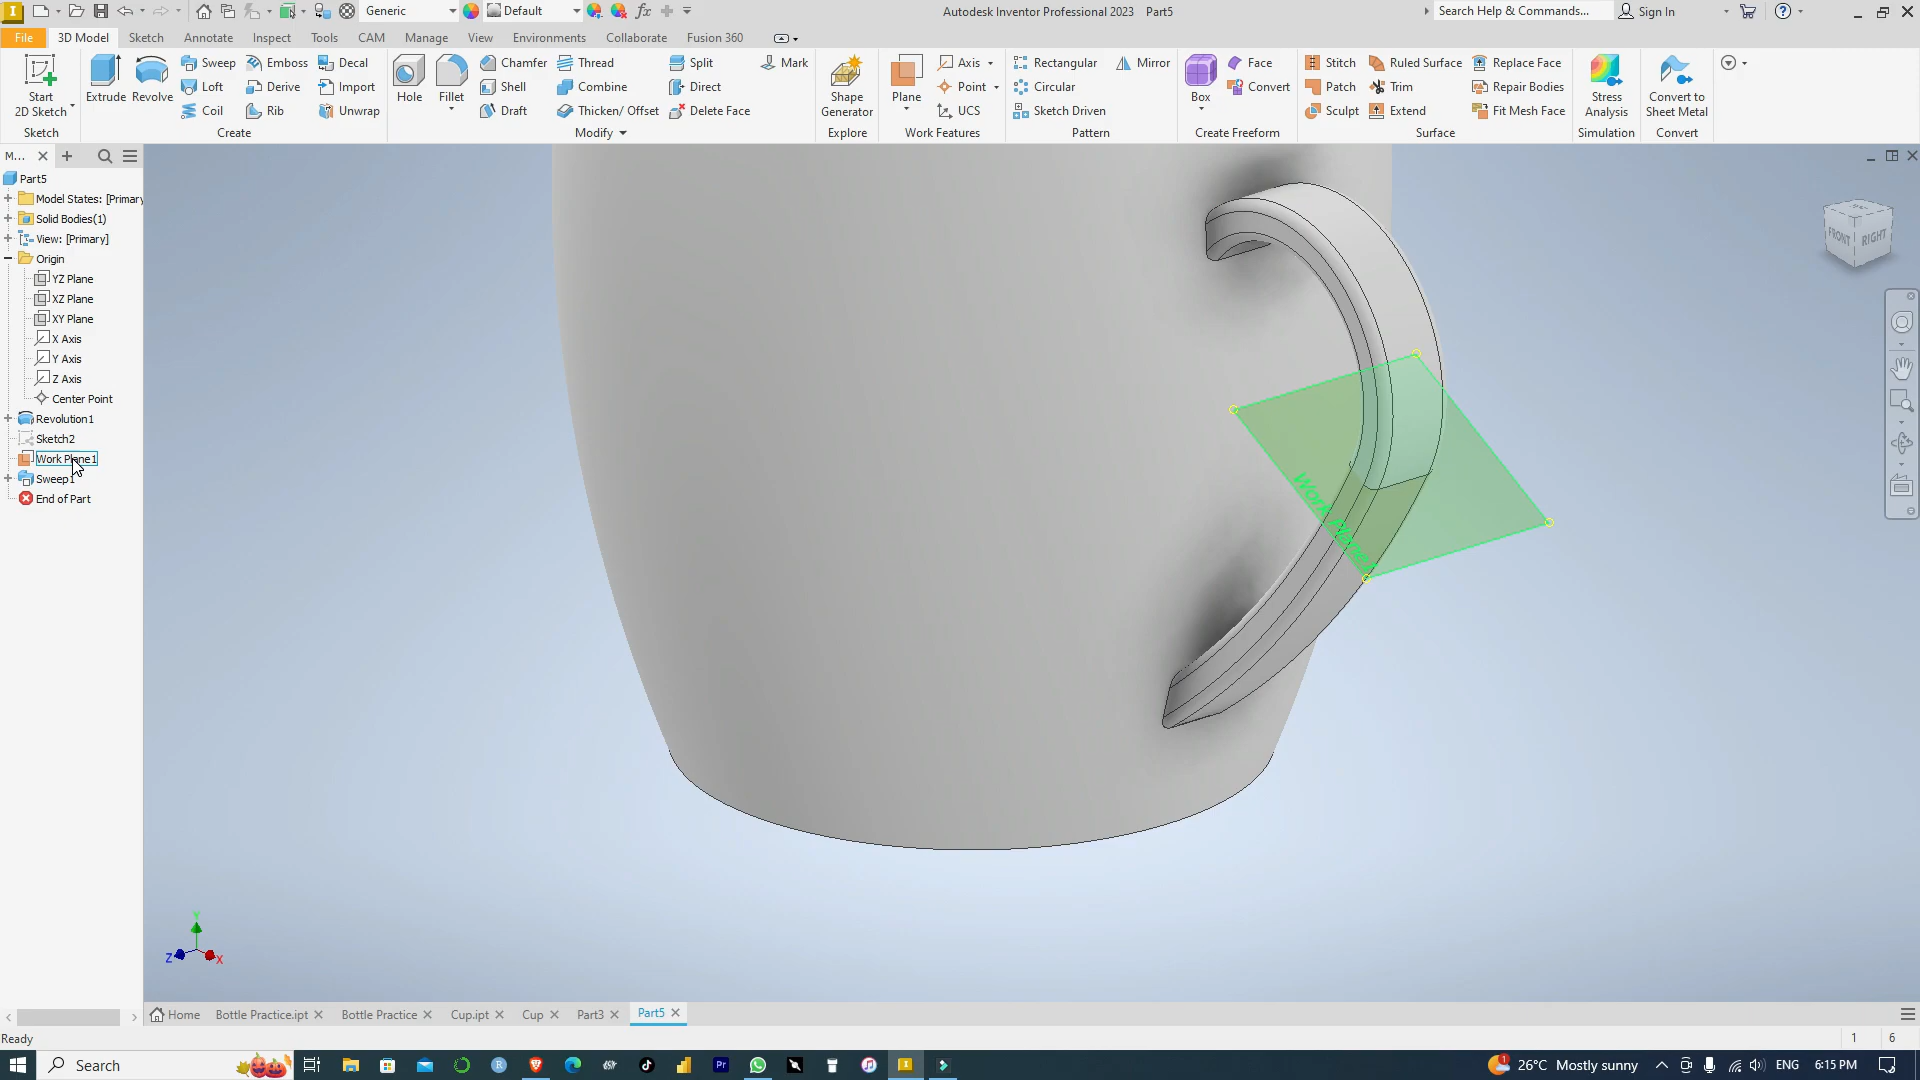 Generic
Default
fx
Autodesk Inventor Professional 2023 Part5
Search Help & Commands...
Sign In
File
3D Model
Sketch
Annotate
Inspect
Tools
CAM
Manage
View
Environments
Collaborate
Fusion 360
Start
2D Sketch
Sketch
Extrude
Revolve
Sweep
Loft
Coil
Emboss
Derive
Rib
Decal
Import
Unwrap
Create
Hole
Fillet
Chamfer
Shell
Draft
Thread
Combine
Thicken/ Offset
Split
Direct
Delete Face
Mark
Modify
Shape
Generator
Explore
Plane
Axis
Point
UCS
Work Features
Rectangular
Circular
Sketch Driven
Mirror
Pattern
Box
Face
Convert
Create Freeform
Stitch
Patch
Sculpt
Ruled Surface
Trim
Extend
Replace Face
Repair Bodies
Fit Mesh Face
Surface
Stress
Analysis
Simulation
Convert to
Sheet Metal
Convert
M...
Part5
Model States: [Primary
Solid Bodies(1)
View: [Primary]
Origin
YZ Plane
XZ Plane
XY Plane
X Axis
Y Axis
Z Axis
Center Point
Revolution1
Sketch2
Work Plane1
Sweep1
End of Part
Work Plane1
FRONT
RIGHT
Y
Z
X
Home
Bottle Practice.ipt
Bottle Practice
Cup.ipt
Cup
Part3
Part5
Ready
1
6
Search
26°C Mostly sunny
ENG
6:15 PM